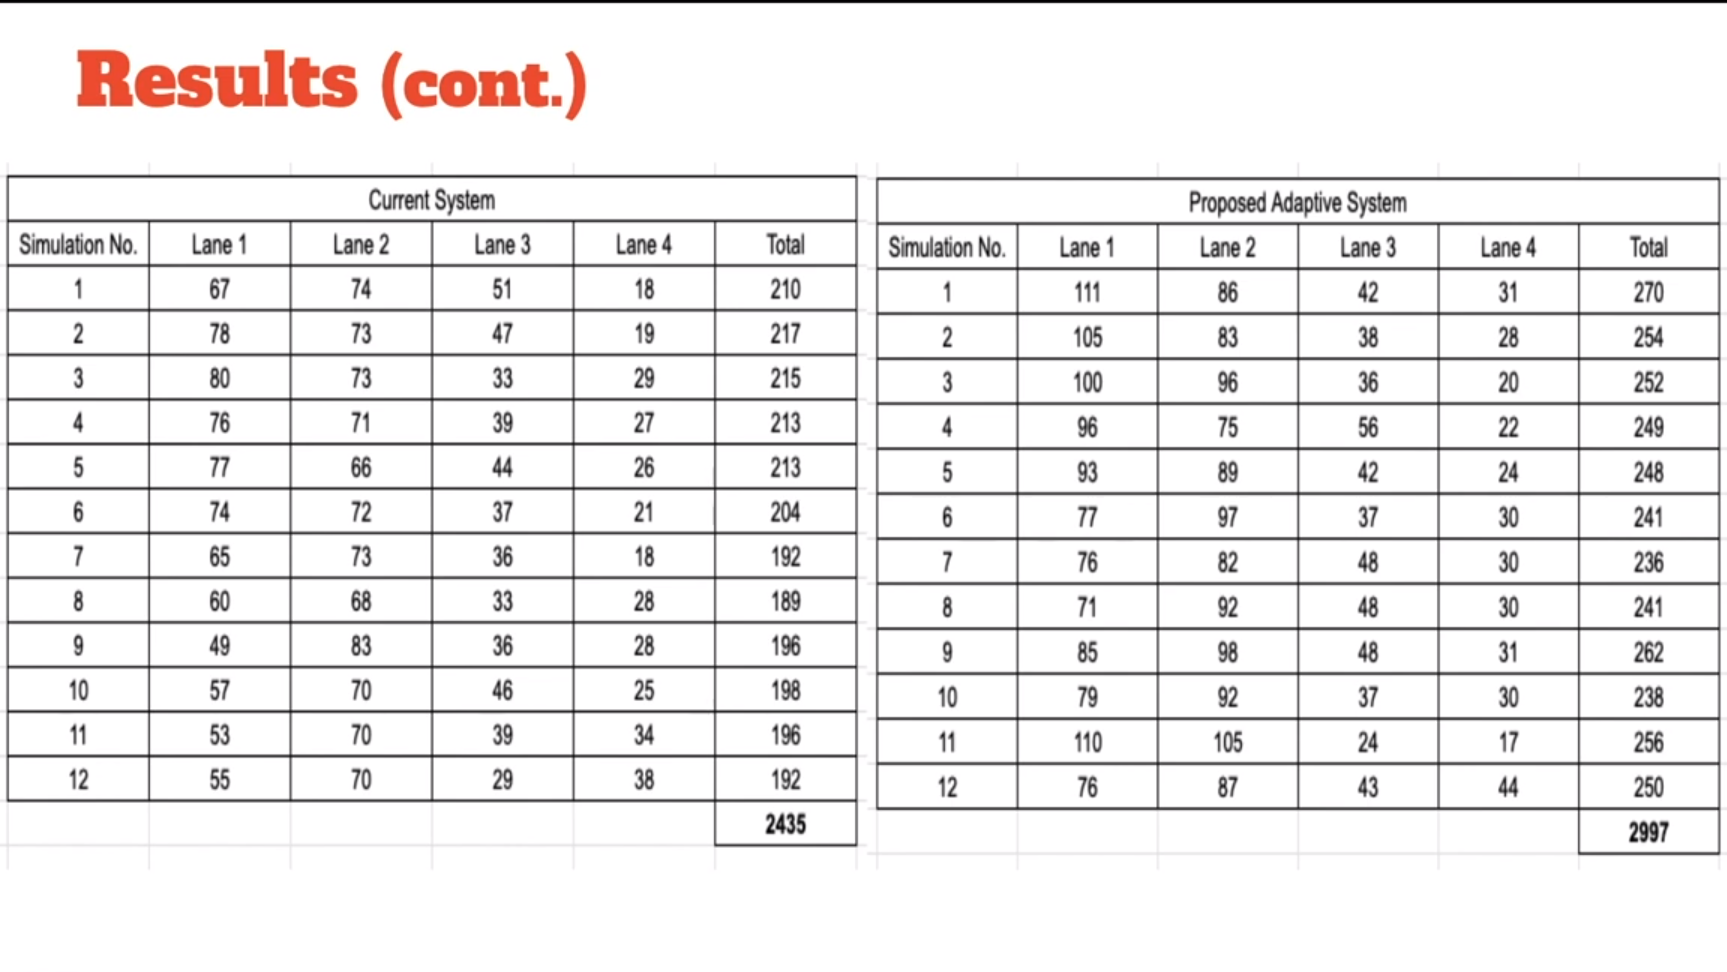 Results (cont.)
Current System
Simulation No. Lane 1 Lane 2 Lane 3 Lane 4 Total
1 67 74 51 18 210
2 78 73 47 19 217
3 80 73 33 29 215
4 76 71 39 27 213
5 77 66 44 26 213
6 74 72 37 21 204
7 65 73 36 18 192
8 60 68 33 28 189
9 49 83 36 28 196
10 57 70 46 25 198
11 53 70 39 34 196
12 55 70 29 38 192
2435
Proposed Adaptive System
Simulation No. Lane 1 Lane 2 Lane 3 Lane 4 Total
1 111 86 42 31 270
2 105 83 38 28 254
3 100 96 36 20 252
4 96 75 56 22 249
5 93 89 42 24 248
6 77 97 37 30 241
7 76 82 48 30 236
8 71 92 48 30 241
9 85 98 48 31 262
10 79 92 37 30 238
11 110 105 24 17 256
12 76 87 43 44 250
2997